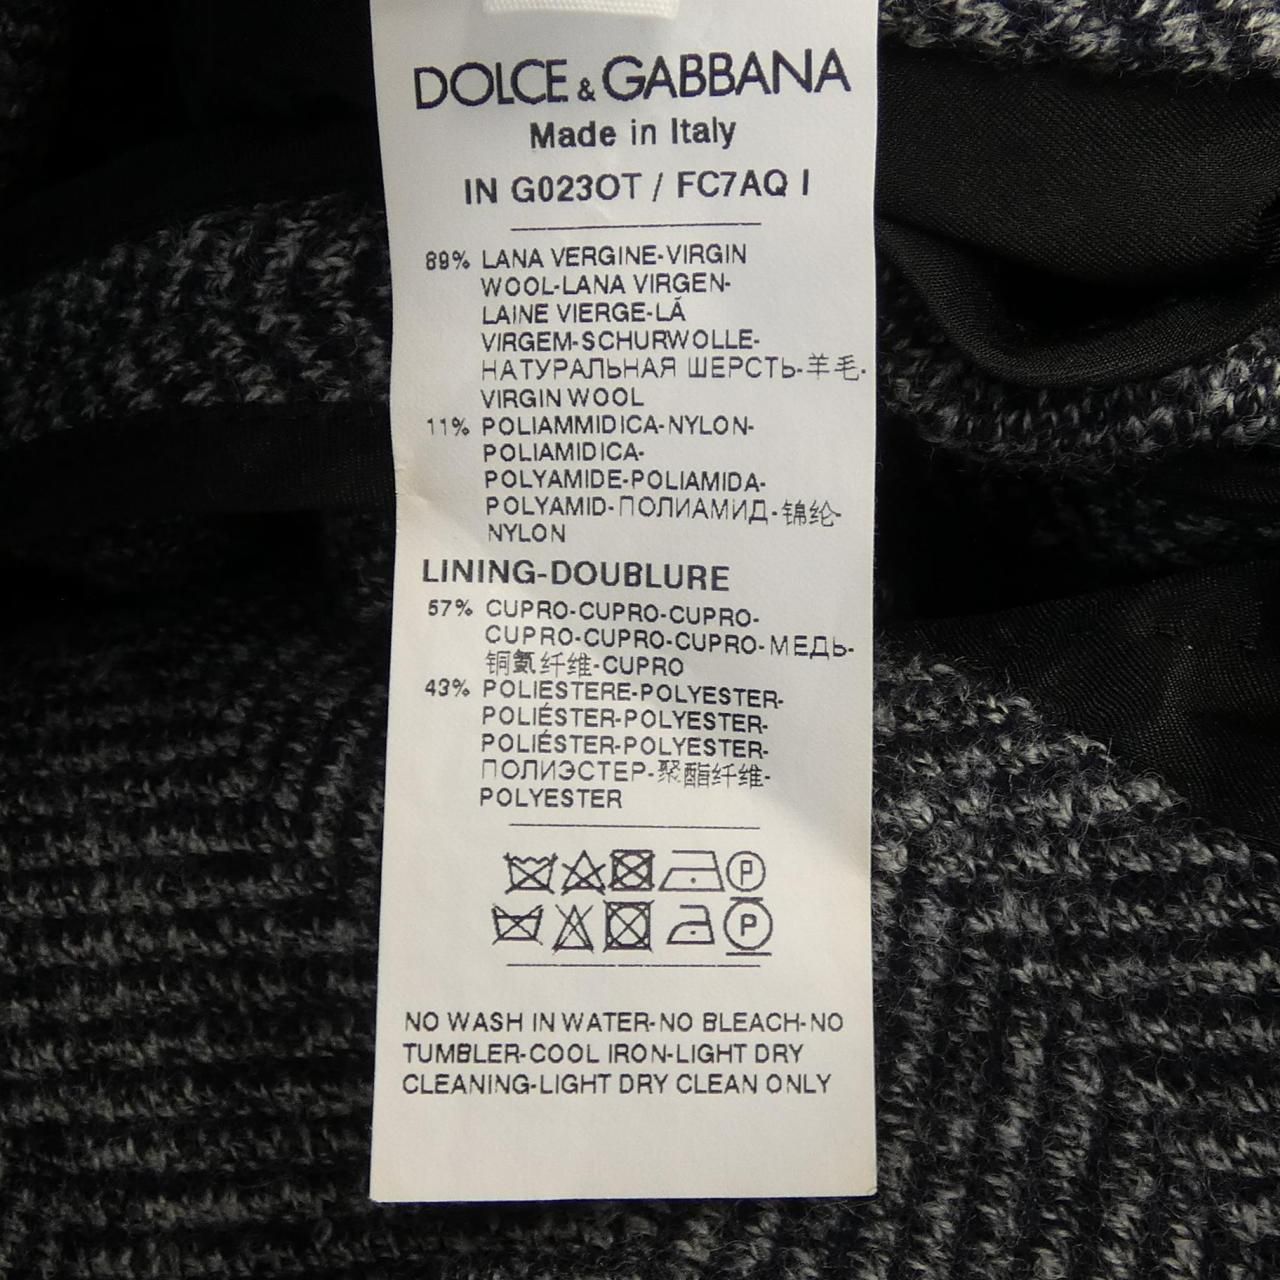 DOLCE & GABBANA
Made in Italy
IN G023OT / FC7AQ I
89% LANA VERGINE-VIRGIN
WOOL-LANA VIRGEN-
LAINE VIERGE-LÃ
VIRGEM-SCHURWOLLE-
НАТУРАЛЬНАЯ ШЕРСТЬ-羊毛-
VIRGIN WOOL
11% POLIAMMIDICA-NYLON-
POLIAMIDICA-
POLYAMIDE-POLIAMIDA-
POLYAMID-ПОЛИАМИД-锦纶-
NYLON
LINING-DOUBLURE
57% CUPRO-CUPRO-CUPRO-
CUPRO-CUPRO-CUPRO-МЕДЬ-
铜氨纤维-CUPRO
43% POLIESTERE-POLYESTER-
POLIÉSTER-POLYESTER-
POLIÉSTER-POLYESTER-
ПОЛИЭСТЕР-聚酯纤维-
POLYESTER
P
P
NO WASH IN WATER-NO BLEACH-NO
TUMBLER-COOL IRON-LIGHT DRY
CLEANING-LIGHT DRY CLEAN ONLY